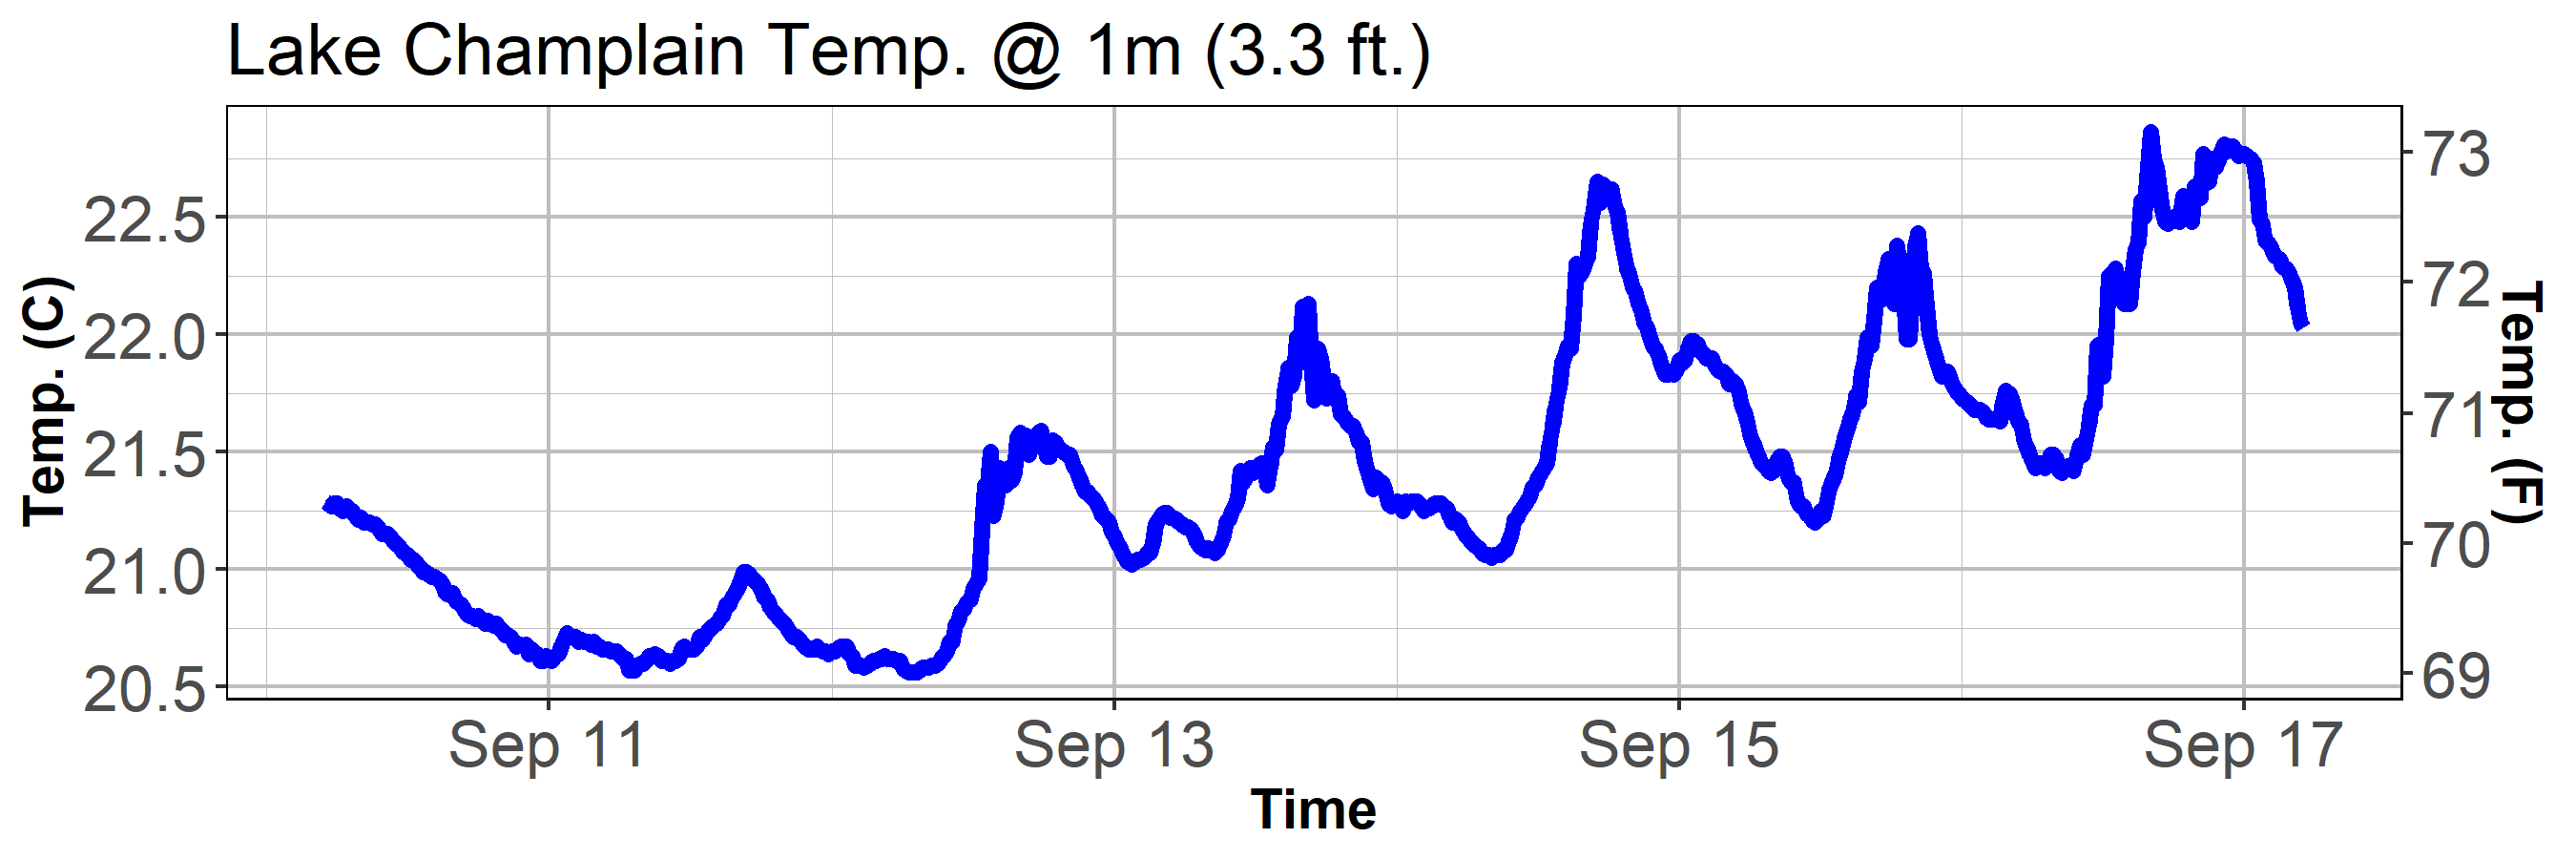 Lake Champlain Temp. @ 1m (3.3 ft.)
Temp. (C)
22.5
22.0
21.5
21.0
20.5
73
72
71
70
69
Temp. (F)
Sep 11 Sep 13 Sep 15 Sep 17
Time